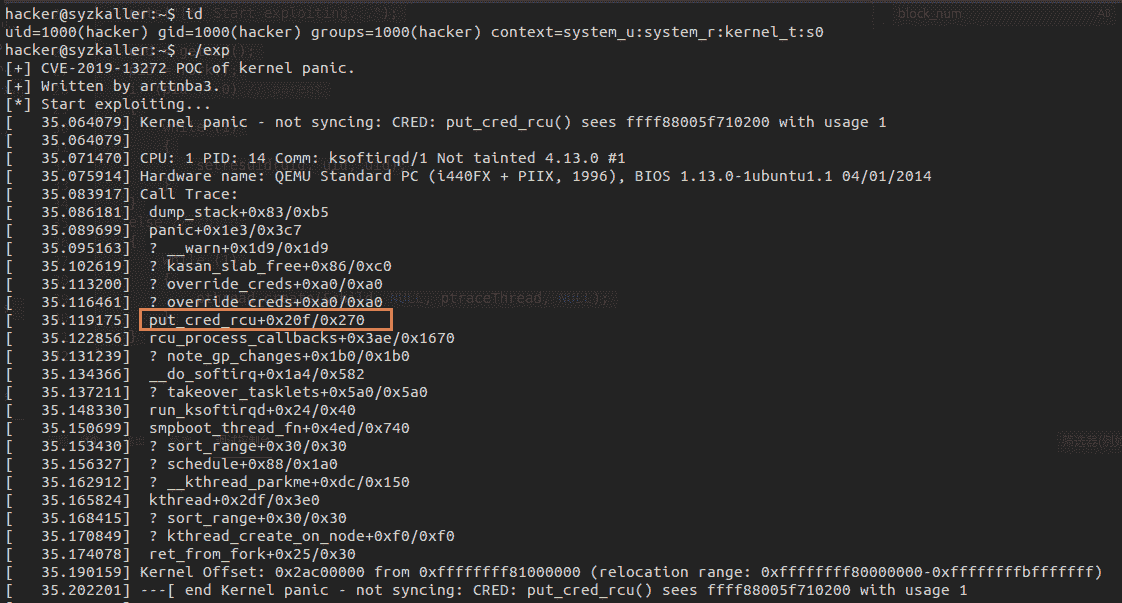 hacker@syzkaller:~$ id
uid=1000(hacker) gid=1000(hacker) groups=1000(hacker) context=system_u:system_r:kernel_t:s0
hacker@syzkaller:~$ ./exp
[+] CVE-2019-13272 POC of kernel panic.
[+] Written by arttnba3.
[*] Start exploiting...
[   35.064079] Kernel panic - not syncing: CRED: put_cred_rcu() sees ffff88005f710200 with usage 1
[   35.064079]
[   35.071470] CPU: 1 PID: 14 Comm: ksoftirqd/1 Not tainted 4.13.0 #1
[   35.075914] Hardware name: QEMU Standard PC (i440FX + PIIX, 1996), BIOS 1.13.0-1ubuntu1.1 04/01/2014
[   35.083917] Call Trace:
[   35.086181]  dump_stack+0x83/0xb5
[   35.089699]  panic+0x1e3/0x3c7
[   35.095163]  ? __warn+0x1d9/0x1d9
[   35.102619]  ? kasan_slab_free+0x86/0xc0
[   35.113200]  ? override_creds+0xa0/0xa0
[   35.116461]  ? override_creds+0xa0/0xa0
[   35.119175]  put_cred_rcu+0x20f/0x270
[   35.122856]  rcu_process_callbacks+0x3ae/0x1670
[   35.131239]  ? note_gp_changes+0x1b0/0x1b0
[   35.134366]  __do_softirq+0x1a4/0x582
[   35.137211]  ? takeover_tasklets+0x5a0/0x5a0
[   35.148330]  run_ksoftirqd+0x24/0x40
[   35.150699]  smpboot_thread_fn+0x4ed/0x740
[   35.153430]  ? sort_range+0x30/0x30
[   35.156327]  ? schedule+0x88/0x1a0
[   35.162912]  ? __kthread_parkme+0xdc/0x150
[   35.165824]  kthread+0x2df/0x3e0
[   35.168415]  ? sort_range+0x30/0x30
[   35.170849]  ? kthread_create_on_node+0xf0/0xf0
[   35.174078]  ret_from_fork+0x25/0x30
[   35.190159] Kernel Offset: 0x2ac00000 from 0xffffffff81000000 (relocation range: 0xffffffff80000000-0xffffffffbfffffff)
[   35.202201] ---[ end Kernel panic - not syncing: CRED: put_cred_rcu() sees ffff88005f710200 with usage 1